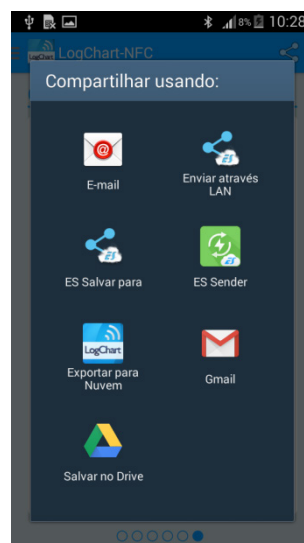 8% 10:28
LogChart-NFC
Compartilhar usando:
E-mail
Enviar através
LAN
ES Salvar para
ES Sender
LogChart
Exportar para
Nuvem
Gmail
Salvar no Drive